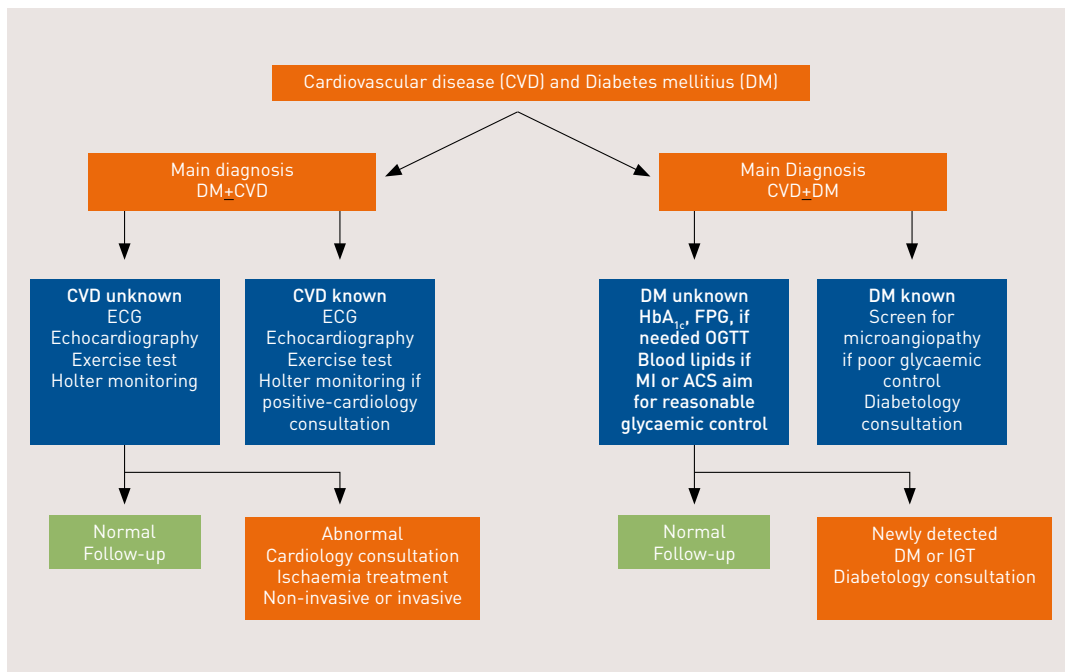 Cardiovascular disease (CVD) and Diabetes mellitius (DM)
Main diagnosis
DM±CVD
Main Diagnosis
CVD±DM
CVD unknown
ECG
Echocardiography
Exercise test
Holter monitoring
CVD known
ECG
Echocardiography
Exercise test
Holter monitoring if
positive-cardiology
consultation
DM unknown
HbA1c, FPG, if
needed OGTT
Blood lipids if
MI or ACS aim
for reasonable
glycaemic control
DM known
Screen for
microangiopathy
if poor glycaemic
control
Diabetology
consultation
Normal
Follow-up
Abnormal
Cardiology consultation
Ischaemia treatment
Non-invasive or invasive
Normal
Follow-up
Newly detected
DM or IGT
Diabetology consultation